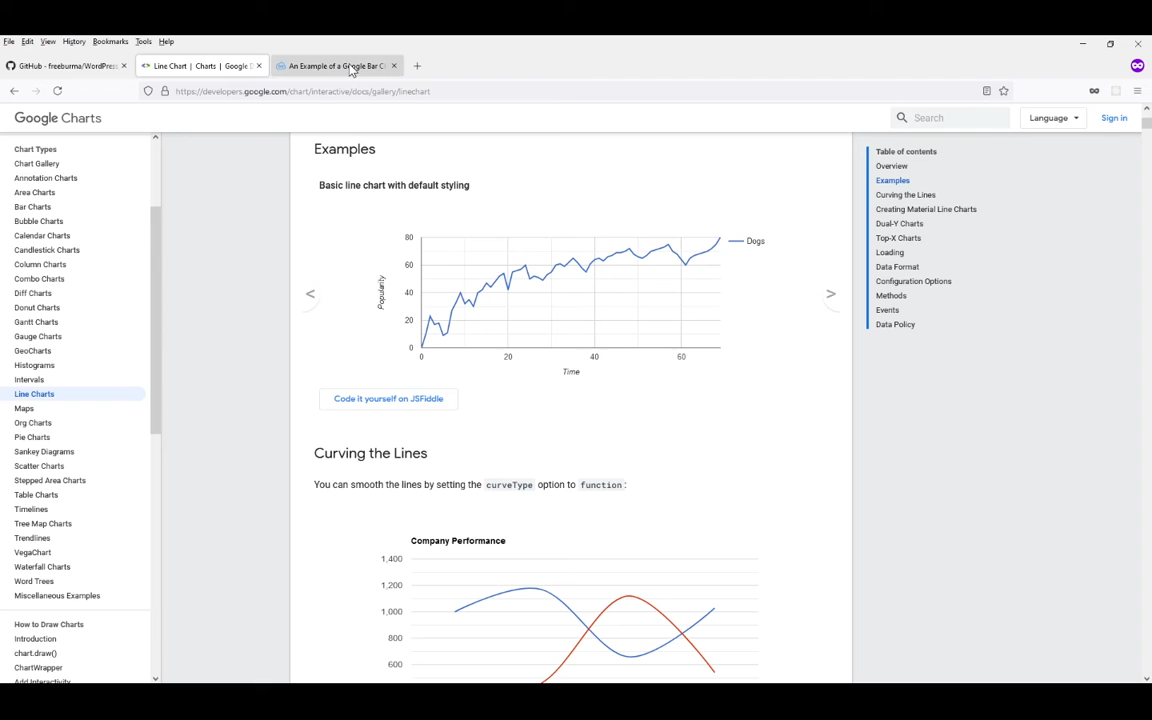 File Edit View History Bookmarks Tools Help
GitHub - freeburma/WordPres
Line Chart | Charts | Google D
An Example of a Google Bar C
https://developers.google.com/chart/interactive/docs/gallery/linechart
Google Charts
Search
Language
Sign in
Chart Types
Chart Gallery
Annotation Charts
Area Charts
Bar Charts
Bubble Charts
Calendar Charts
Candlestick Charts
Column Charts
Combo Charts
Diff Charts
Donut Charts
Gantt Charts
Gauge Charts
GeoCharts
Histograms
Intervals
Line Charts
Maps
Org Charts
Pie Charts
Sankey Diagrams
Scatter Charts
Stepped Area Charts
Table Charts
Timelines
Tree Map Charts
Trendlines
VegaChart
Waterfall Charts
Word Trees
Miscellaneous Examples
How to Draw Charts
Introduction
chart.draw()
ChartWrapper
Add Interactivity
Examples
Basic line chart with default styling
80
60
40
20
0
Popularity
0 20 40 60
Time
Dogs
< >
Code it yourself on JSFiddle
Curving the Lines
You can smooth the lines by setting the curveType option to function:
Company Performance
1,400
1,200
1,000
800
600
Table of contents
Overview
Examples
Curving the Lines
Creating Material Line Charts
Dual-Y Charts
Top-X Charts
Loading
Data Format
Configuration Options
Methods
Events
Data Policy